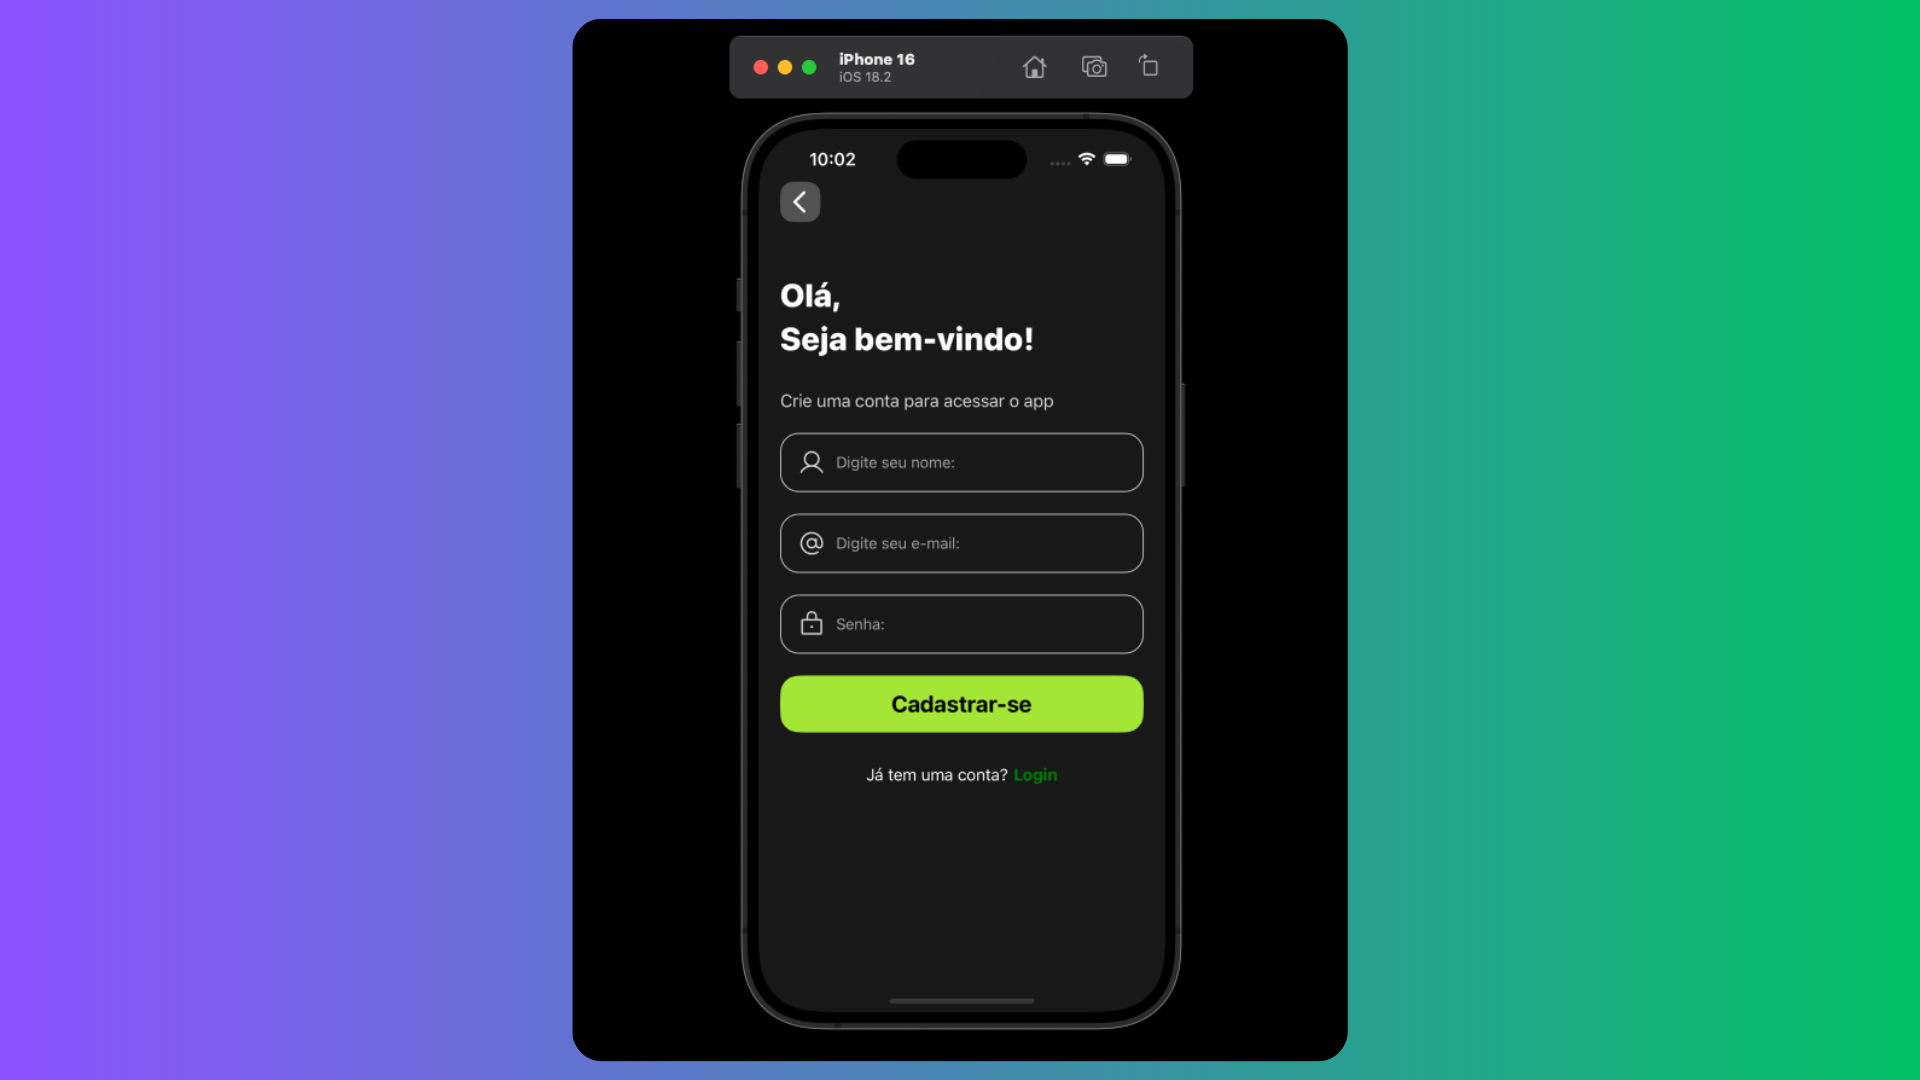 iPhone 16
iOS 18.2
10:02
Olá,
Seja bem-vindo!
Crie uma conta para acessar o app
Digite seu nome:
@ Digite seu e-mail:
Senha:
Cadastrar-se
Já tem uma conta? Login